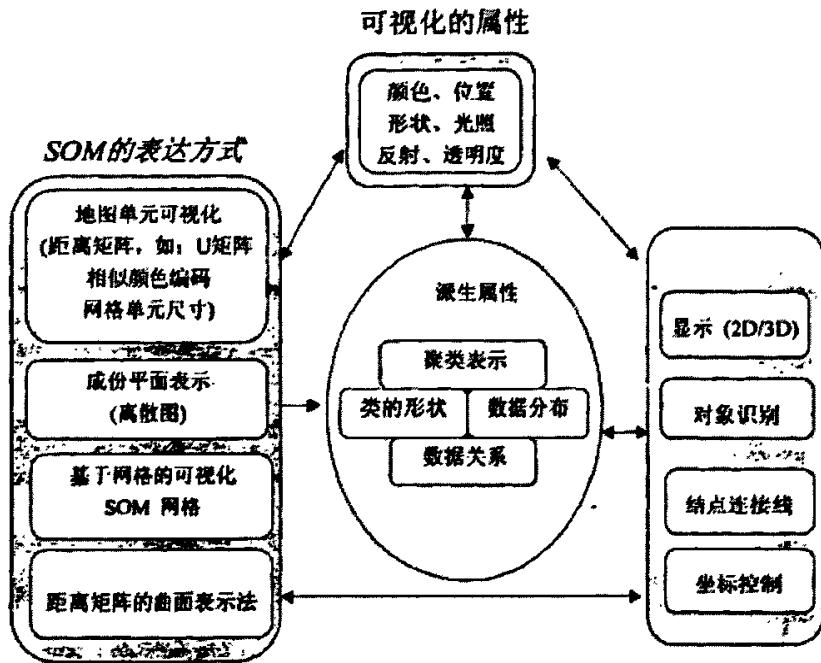 可视化的属性
颜色、位置
形状、光照
反射、透明度
SOM的表达方式
地图单元可视化
(距离矩阵，如：U矩阵
相似颜色编码
网格单元尺寸)
成份平面表示
(离散图)
基于网格的可视化
SOM 网格
距离矩阵的曲面表示法
派生属性
聚类表示
类的形状
数据分布
数据关系
显示 (2D/3D)
对象识别
结点连接线
坐标控制